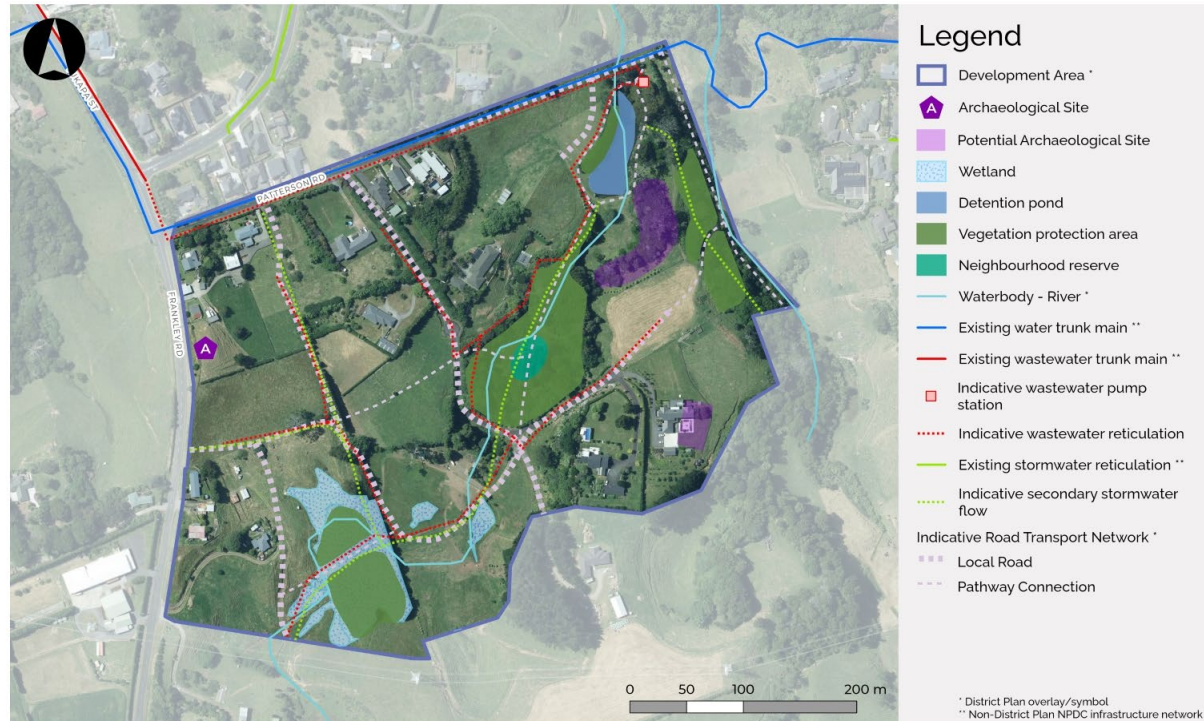 KAPA ST
PATTERSON RD
FRANKLEY RD
A
0 50 100 200 m
Legend
Development Area *
A
Archaeological Site
Potential Archaeological Site
Wetland
Detention pond
Vegetation protection area
Neighbourhood reserve
Waterbody - River *
Existing water trunk main **
Existing wastewater trunk main **
Indicative wastewater pump
station
Indicative wastewater reticulation
Existing stormwater reticulation **
Indicative secondary stormwater
flow
Indicative Road Transport Network *
Local Road
Pathway Connection
* District Plan overlay/symbol
** Non-District Plan NPDC infrastructure network